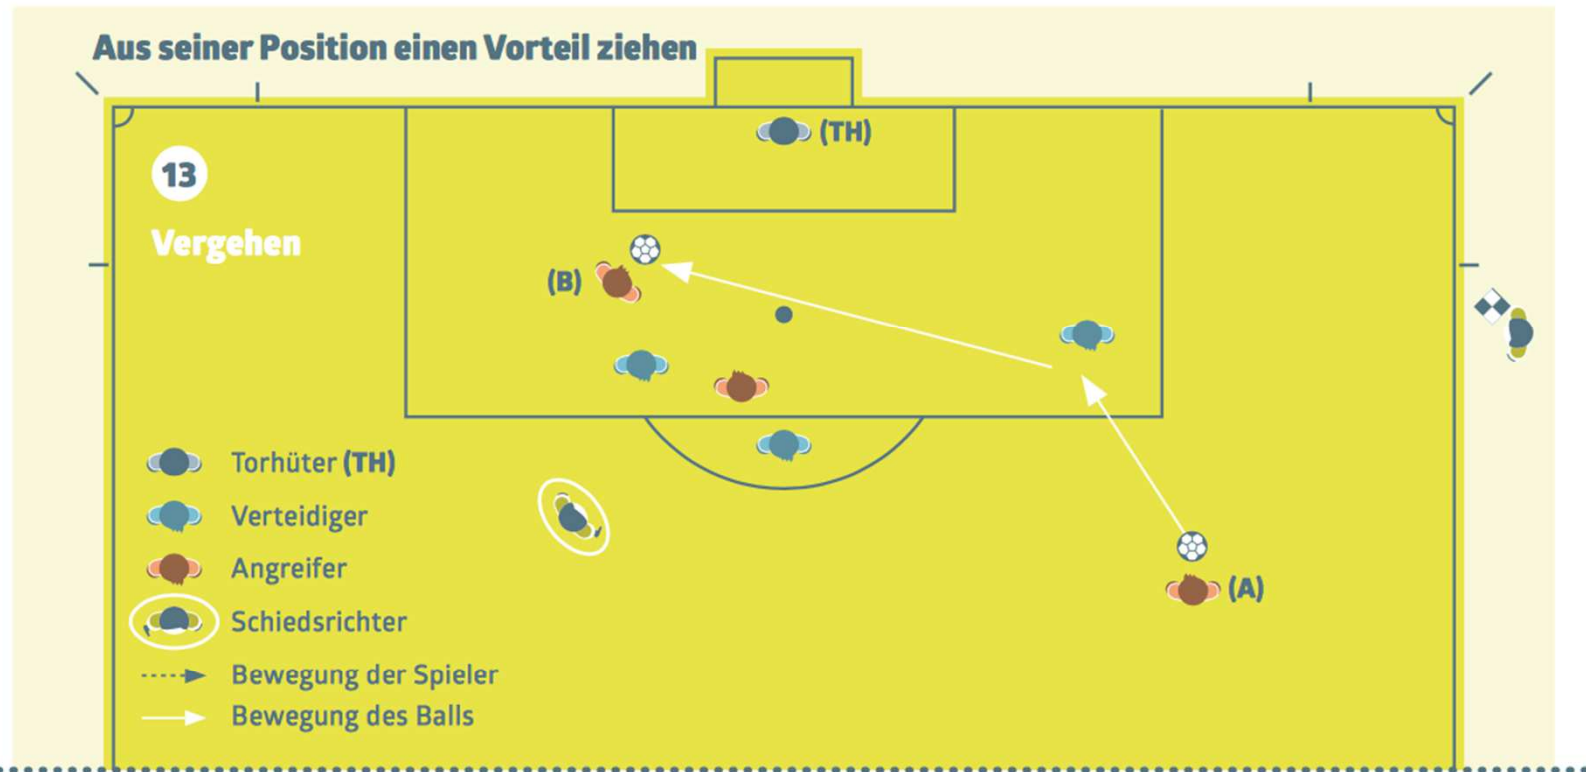 Aus seiner Position einen Vorteil ziehen
(TH)
13
Vergehen
(B)
Torhüter (TH)
Verteidiger
Angreifer
(A)
Schiedsrichter
Bewegung der Spieler
Bewegung des Balls